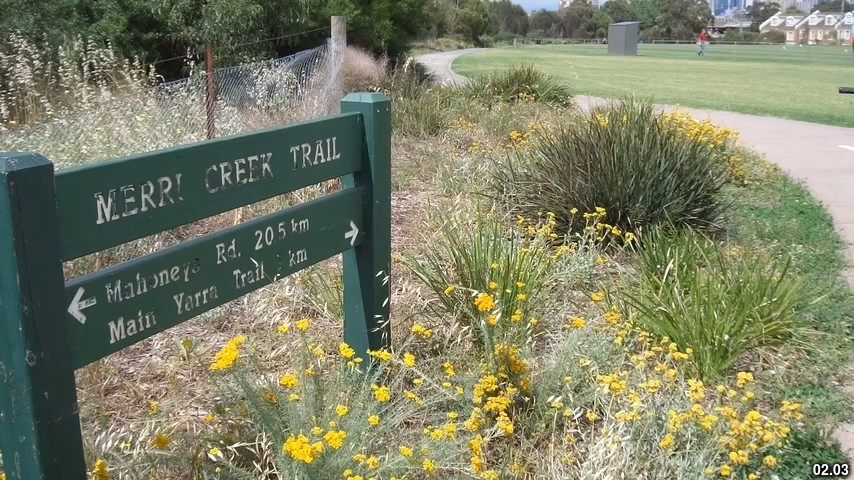 MERRI CREEK TRAIL
Mahoneys Rd. 20.5 km
Main Yarra Trail km
02.03